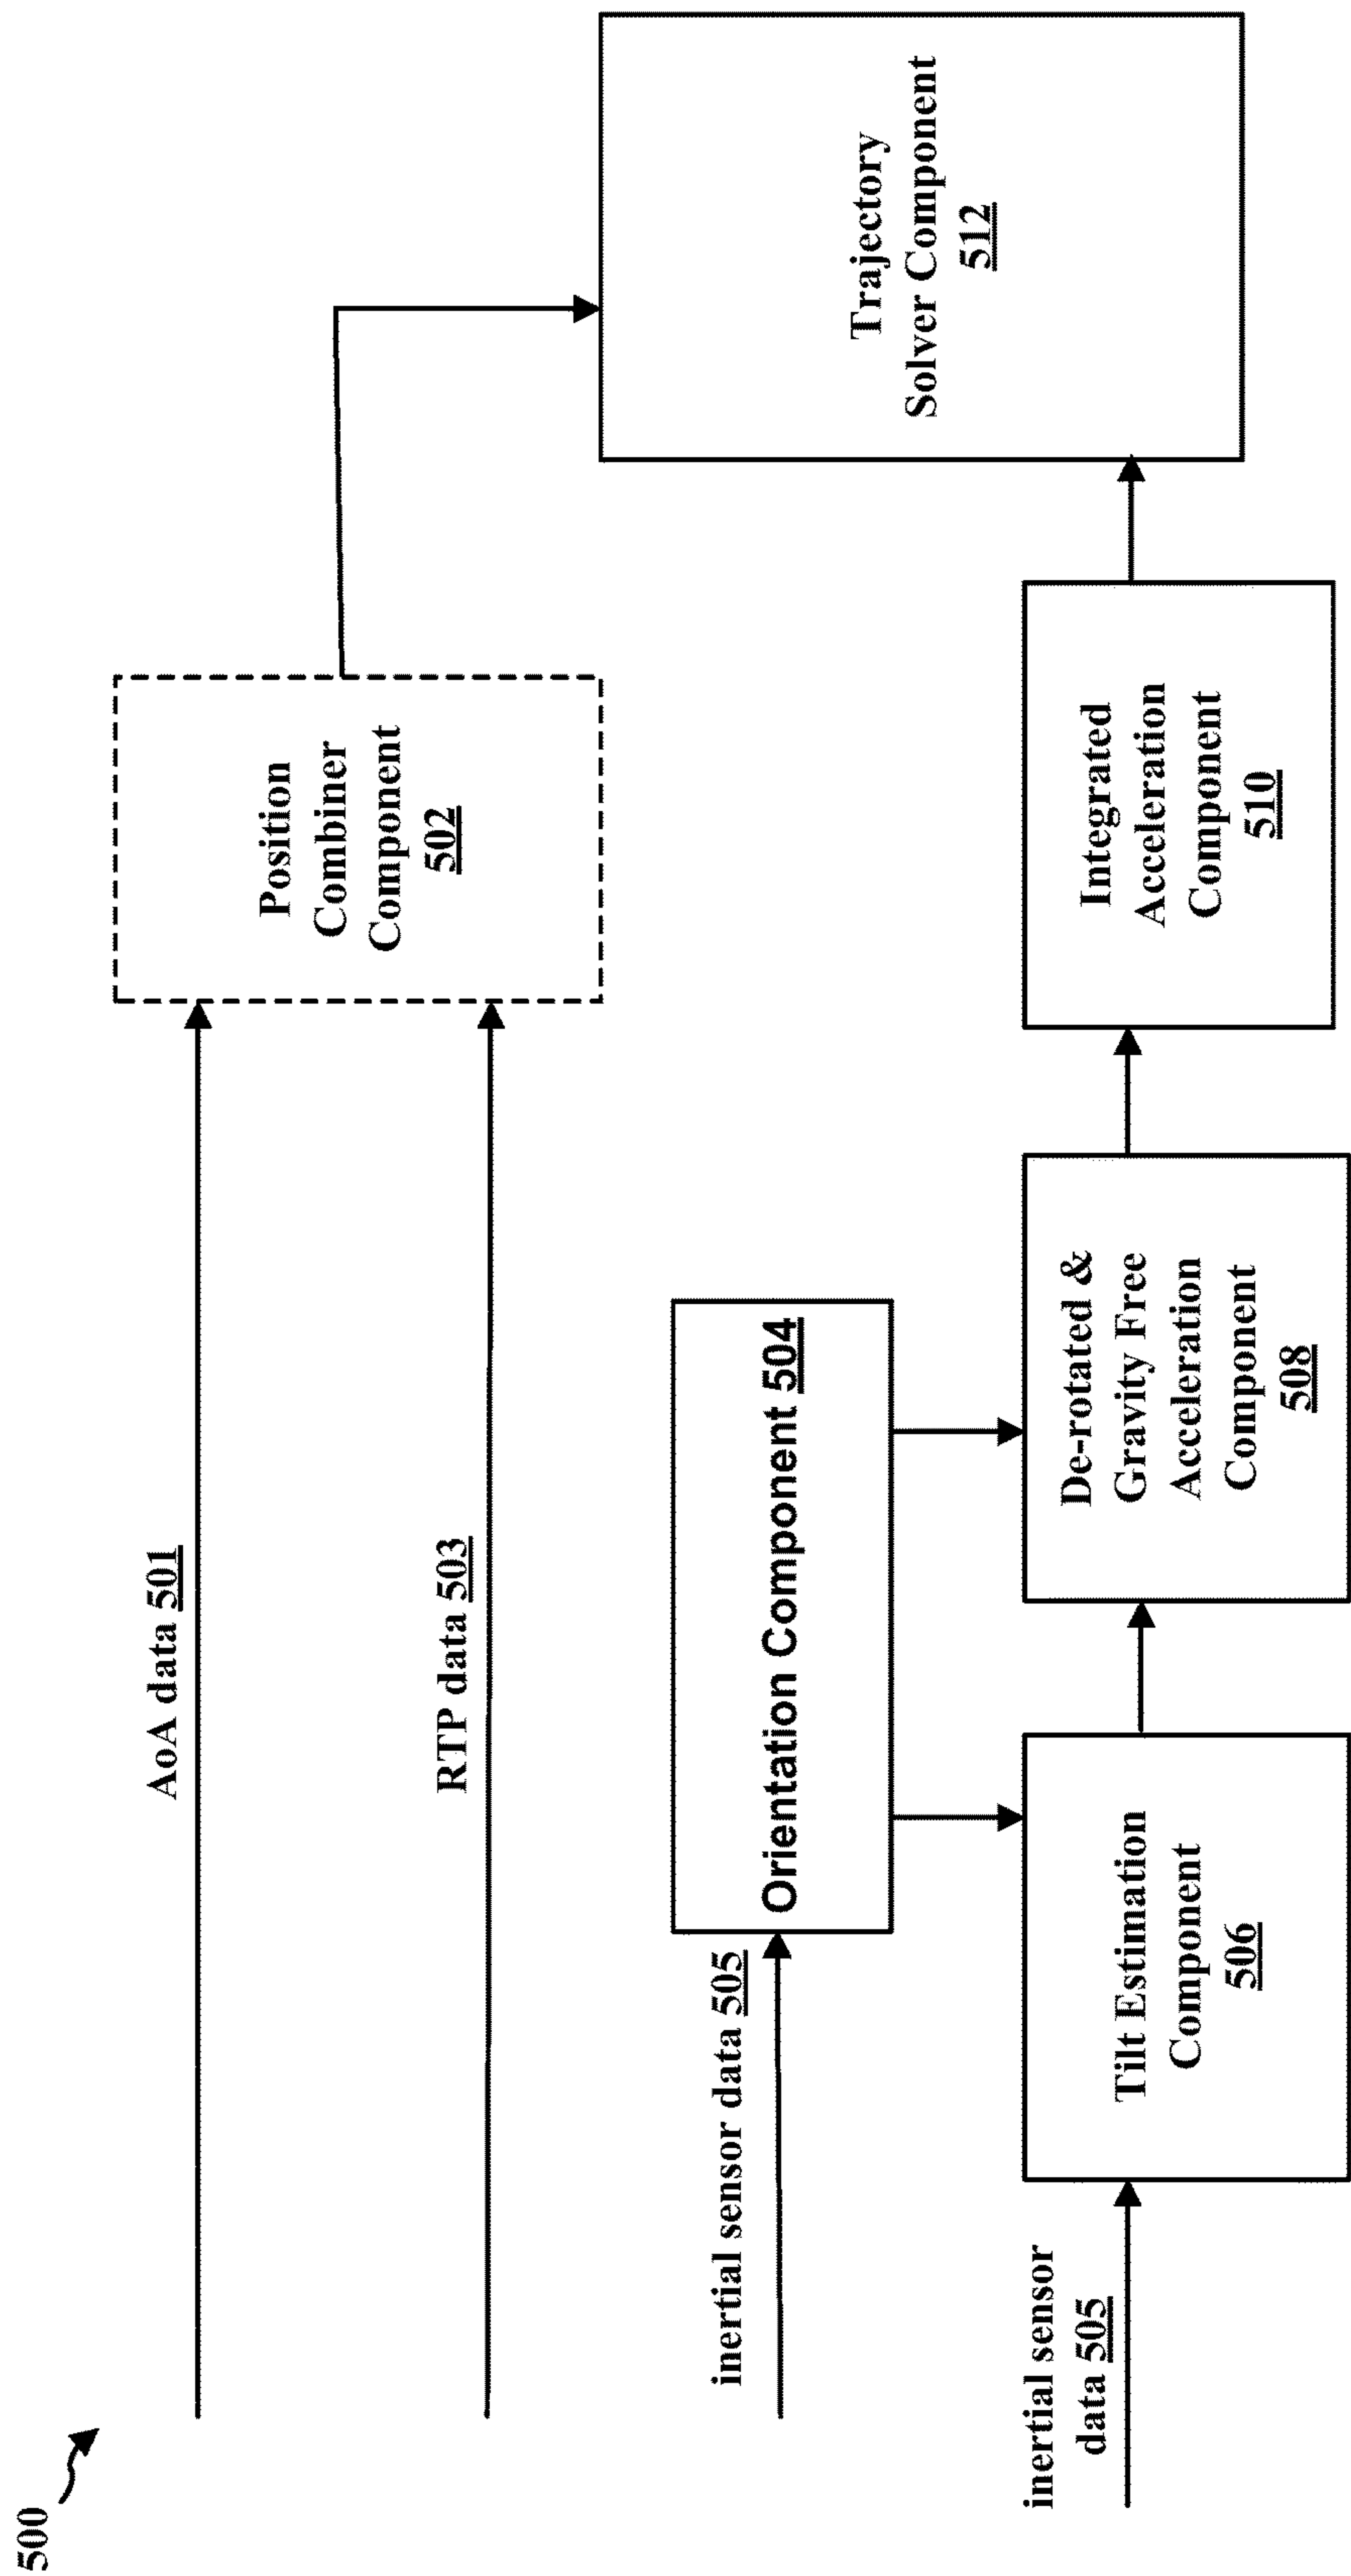 500
AoA data 501
RTP data 503
Position
Combiner
Component
502
Trajectory
Solver Component
512
inertial sensor data 505
Orientation Component 504
inertial sensor
data 505
Tilt Estimation
Component
506
De-rotated &
Gravity Free
Acceleration
Component
508
Integrated
Acceleration
Component
510